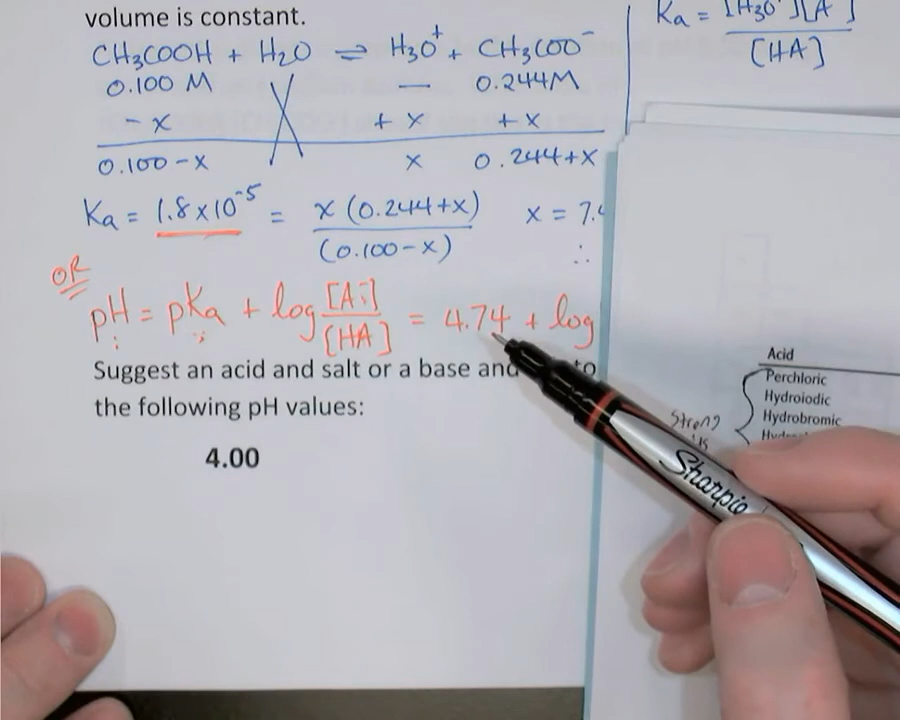 volume is constant.
CH₃COOH + H₂O ⇌ H₃O⁺ + CH₃COO⁻
0.100 M — 0.244M
- x + x + x
0.100-x x 0.244+x
Ka = 1.8x10⁻⁵ = x(0.244+x) / (0.100-x) x = 7.
∴
OR
pH = pKa + log [A:] / [HA] = 4.74 + log
Suggest an acid and salt or a base and to
the following pH values:
4.00
Ka = [H₃O⁺][A⁻] / [HA]
Acid
Perchloric
Hydroiodic
Hydrobromic
Strong
Sharpie